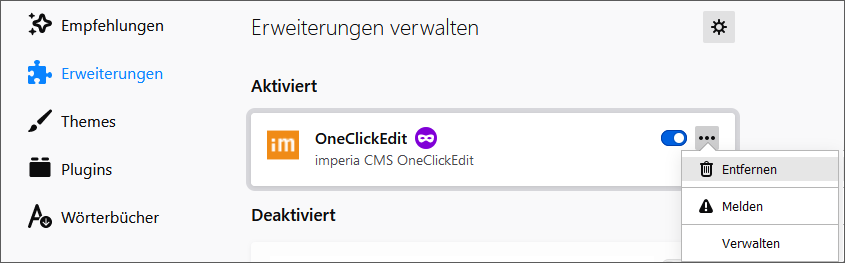 Empfehlungen
Erweiterungen
Themes
Plugins
Wörterbücher
Erweiterungen verwalten
Aktiviert
im
OneClickEdit
imperia CMS OneClickEdit
Entfernen
Melden
Verwalten
Deaktiviert